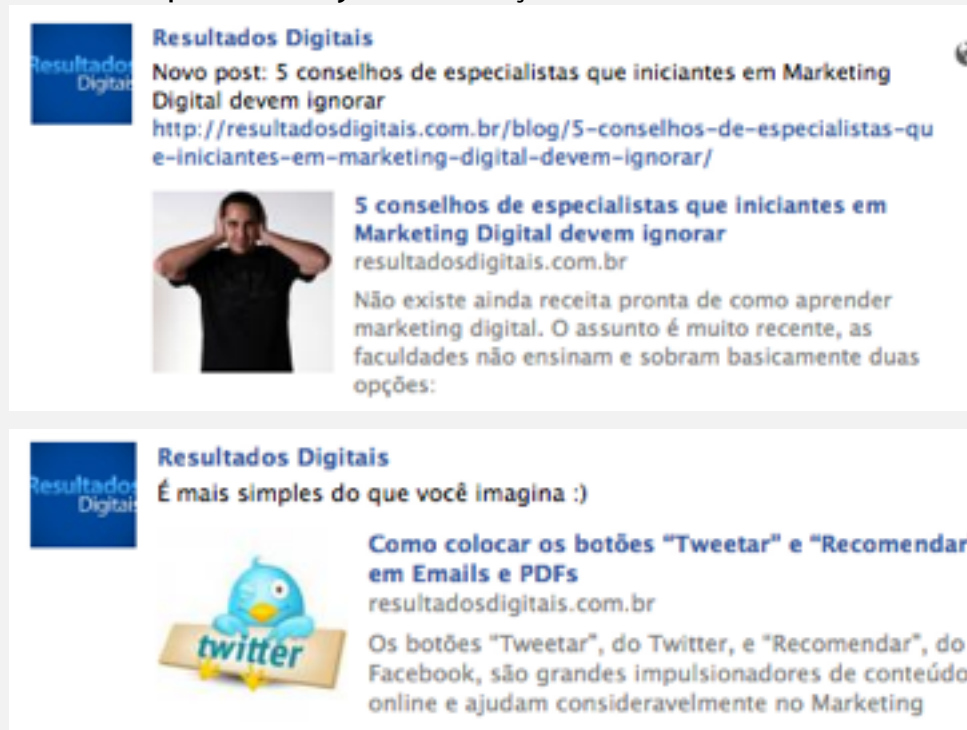 Resultados Digitais
Resultados
Digitais
Novo post: 5 conselhos de especialistas que iniciantes em Marketing
Digital devem ignorar
http://resultadosdigitais.com.br/blog/5-conselhos-de-especialistas-qu
e-iniciantes-em-marketing-digital-devem-ignorar/
5 conselhos de especialistas que iniciantes em
Marketing Digital devem ignorar
resultadosdigitais.com.br
Não existe ainda receita pronta de como aprender
marketing digital. O assunto é muito recente, as
faculdades não ensinam e sobram basicamente duas
opções:
Resultados Digitais
Resultados
Digitais
É mais simples do que você imagina :)
Como colocar os botões “Tweetar” e “Recomendar
em Emails e PDFs
resultadosdigitais.com.br
twitter
Os botões “Tweetar”, do Twitter, e “Recomendar”, do
Facebook, são grandes impulsionadores de conteúdo
online e ajudam consideravelmente no Marketing